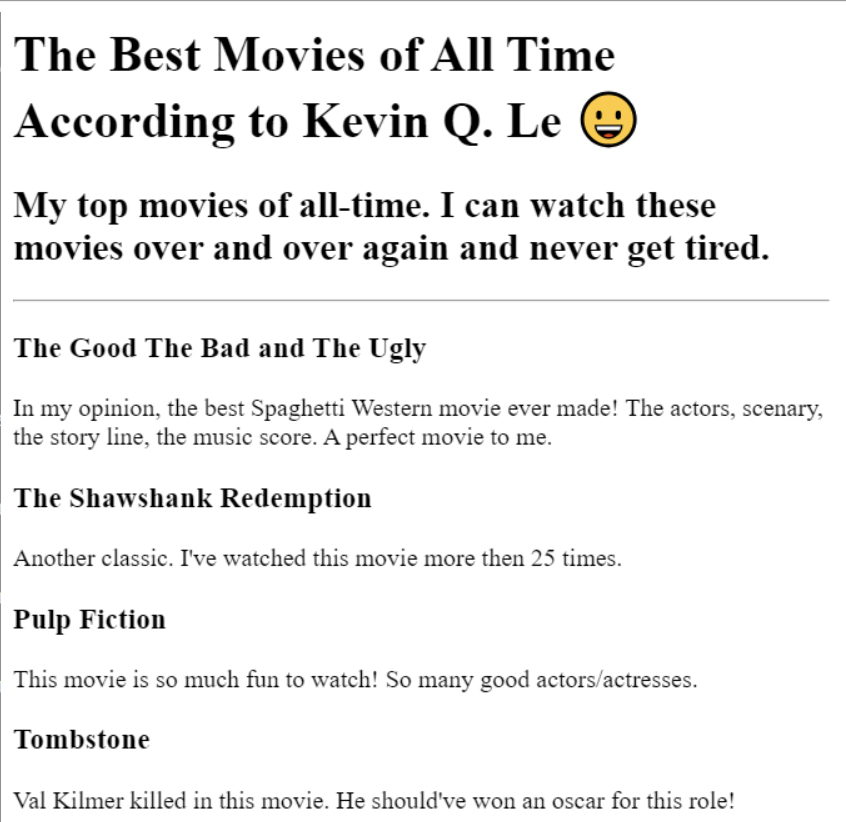 The Best Movies of All Time
According to Kevin Q. Le 😀
My top movies of all-time. I can watch these
movies over and over again and never get tired.
The Good The Bad and The Ugly
In my opinion, the best Spaghetti Western movie ever made! The actors, scenary,
the story line, the music score. A perfect movie to me.
The Shawshank Redemption
Another classic. I've watched this movie more then 25 times.
Pulp Fiction
This movie is so much fun to watch! So many good actors/actresses.
Tombstone
Val Kilmer killed in this movie. He should've won an oscar for this role!